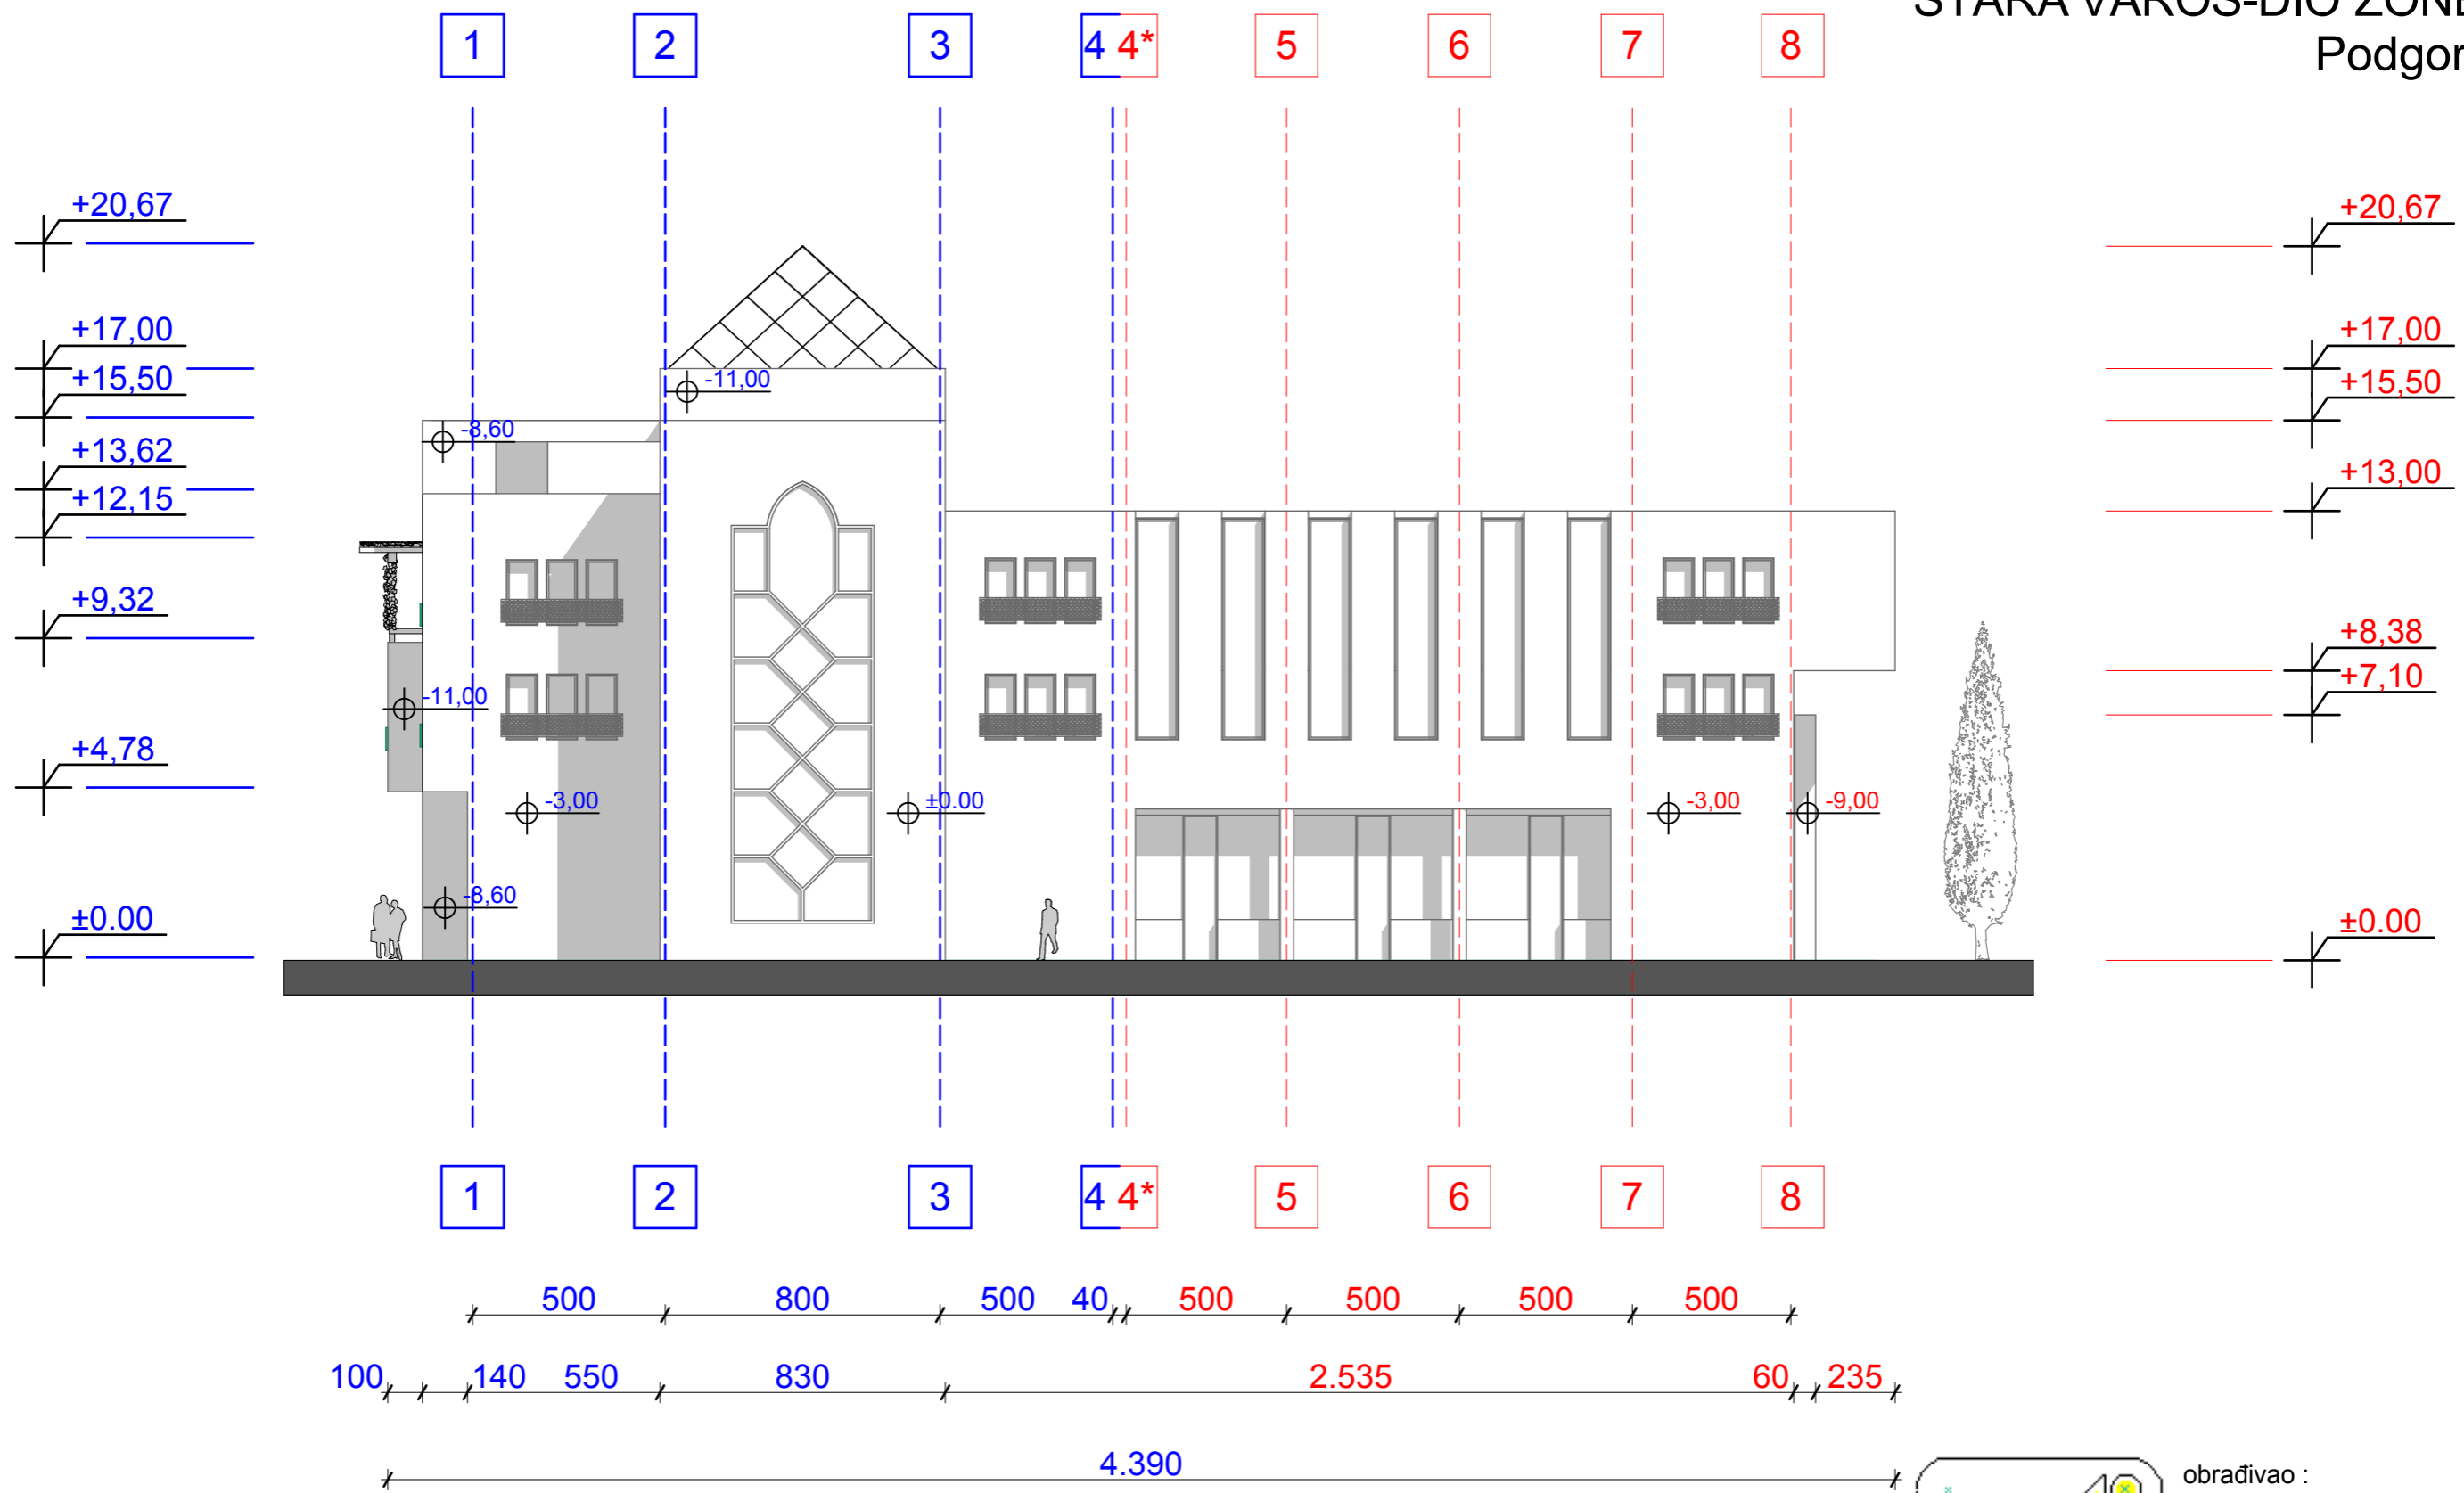 STARA VAROŠ-DIO ZONE
Podgor
1 2 3 4 4* 5 6 7 8
+20,67 +20,67
+17,00 +17,00
-11,00
+15,50 +15,50
-8,60
+13,62 +13,00
+12,15
+9,32 +8,38
+7,10
-11,00
+4,78
-3,00 ±0.00 -3,00 -9,00
-8,60
±0.00 ±0.00
1 2 3 4 4* 5 6 7 8
500 800 500 40 500 500 500 500
100 140 550 830 2.535 60 235
4.390
obrađivao :